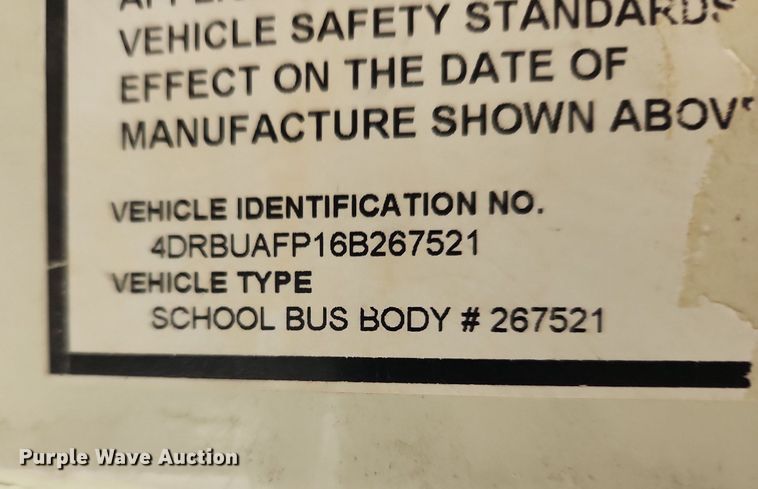 VEHICLE SAFETY STANDARDS
EFFECT ON THE DATE OF
MANUFACTURE SHOWN ABOVE
VEHICLE IDENTIFICATION NO.
4DRBUAFP16B267521
VEHICLE TYPE
SCHOOL BUS BODY # 267521
Purple Wave Auction